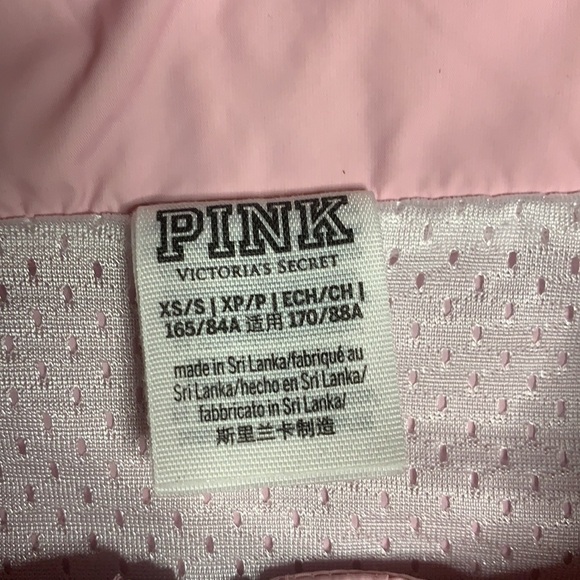 PINK
VICTORIA'S SECRET
XS/S | XP/P | ECH/CH |
165/84A 适用 170/88A
made in Sri Lanka/fabriqué au
Sri Lanka/hecho en Sri Lanka/
fabbricato in Sri Lanka/
斯里兰卡制造